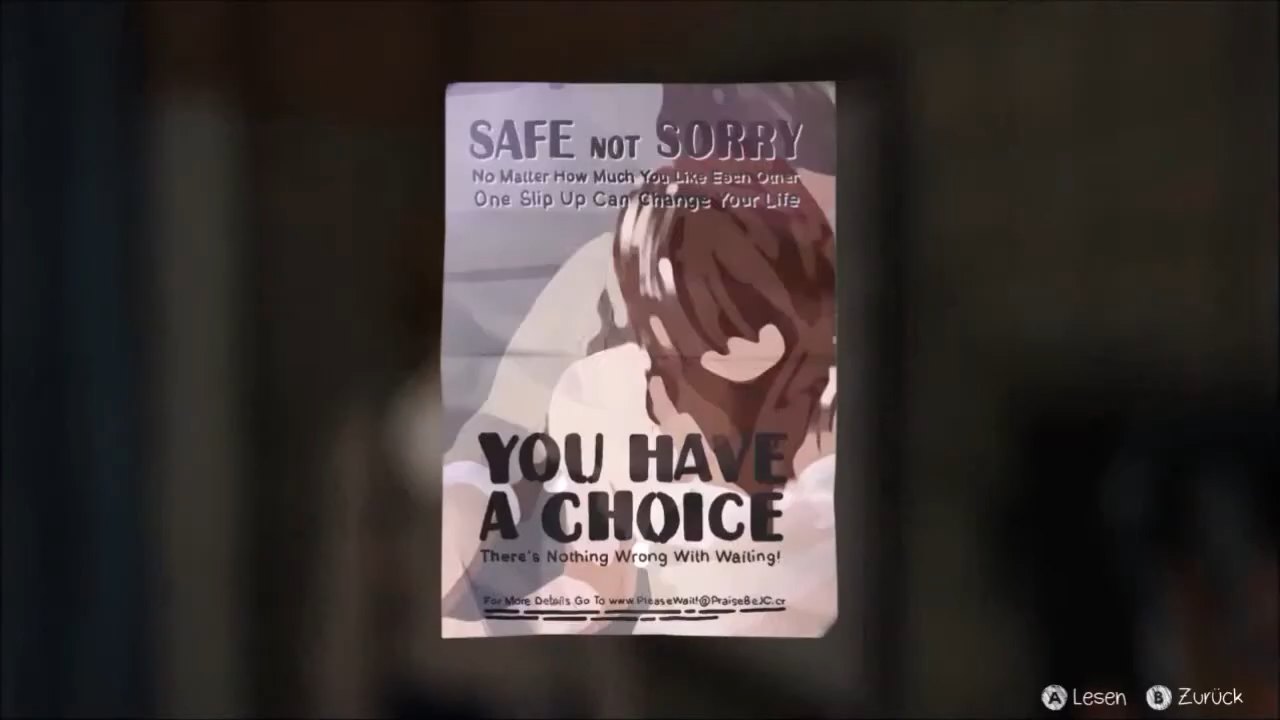 SAFE NOT SORRY
No Matter How Much You Like Each Other
One Slip Up Can Change Your Life
YOU HAVE
A CHOICE
There's Nothing Wrong With Waiting!
For More Details Go To www.PleaseWait!@PraiseBeJC.cr
A Lesen B Zurück